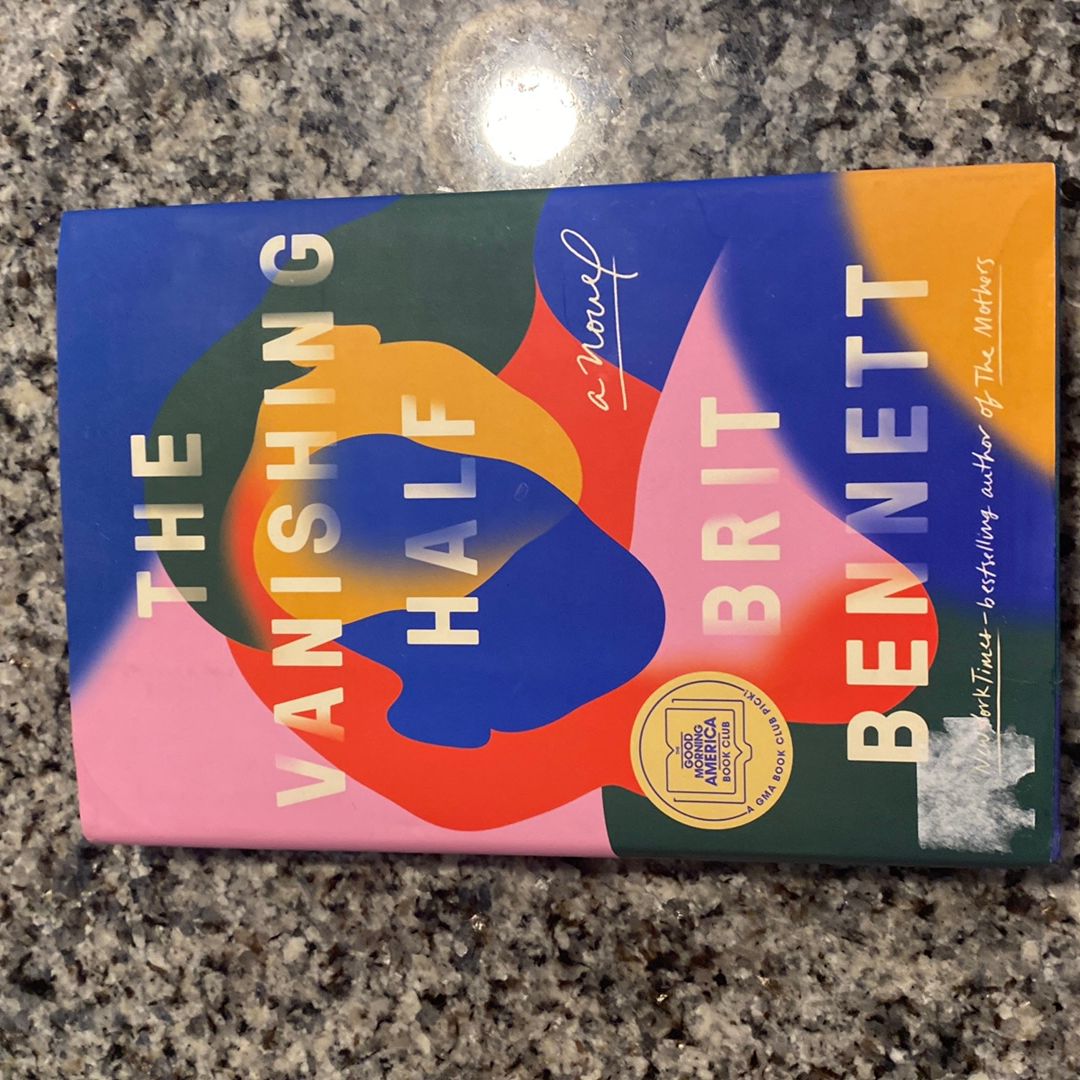 THE
VANISHING
HALF
a novel
BRIT
BENNETT
New York Times-bestselling author of The Mothers
THE
GOOD
MORNING
AMERICA
BOOK CLUB
A GMA BOOK CLUB PICK!